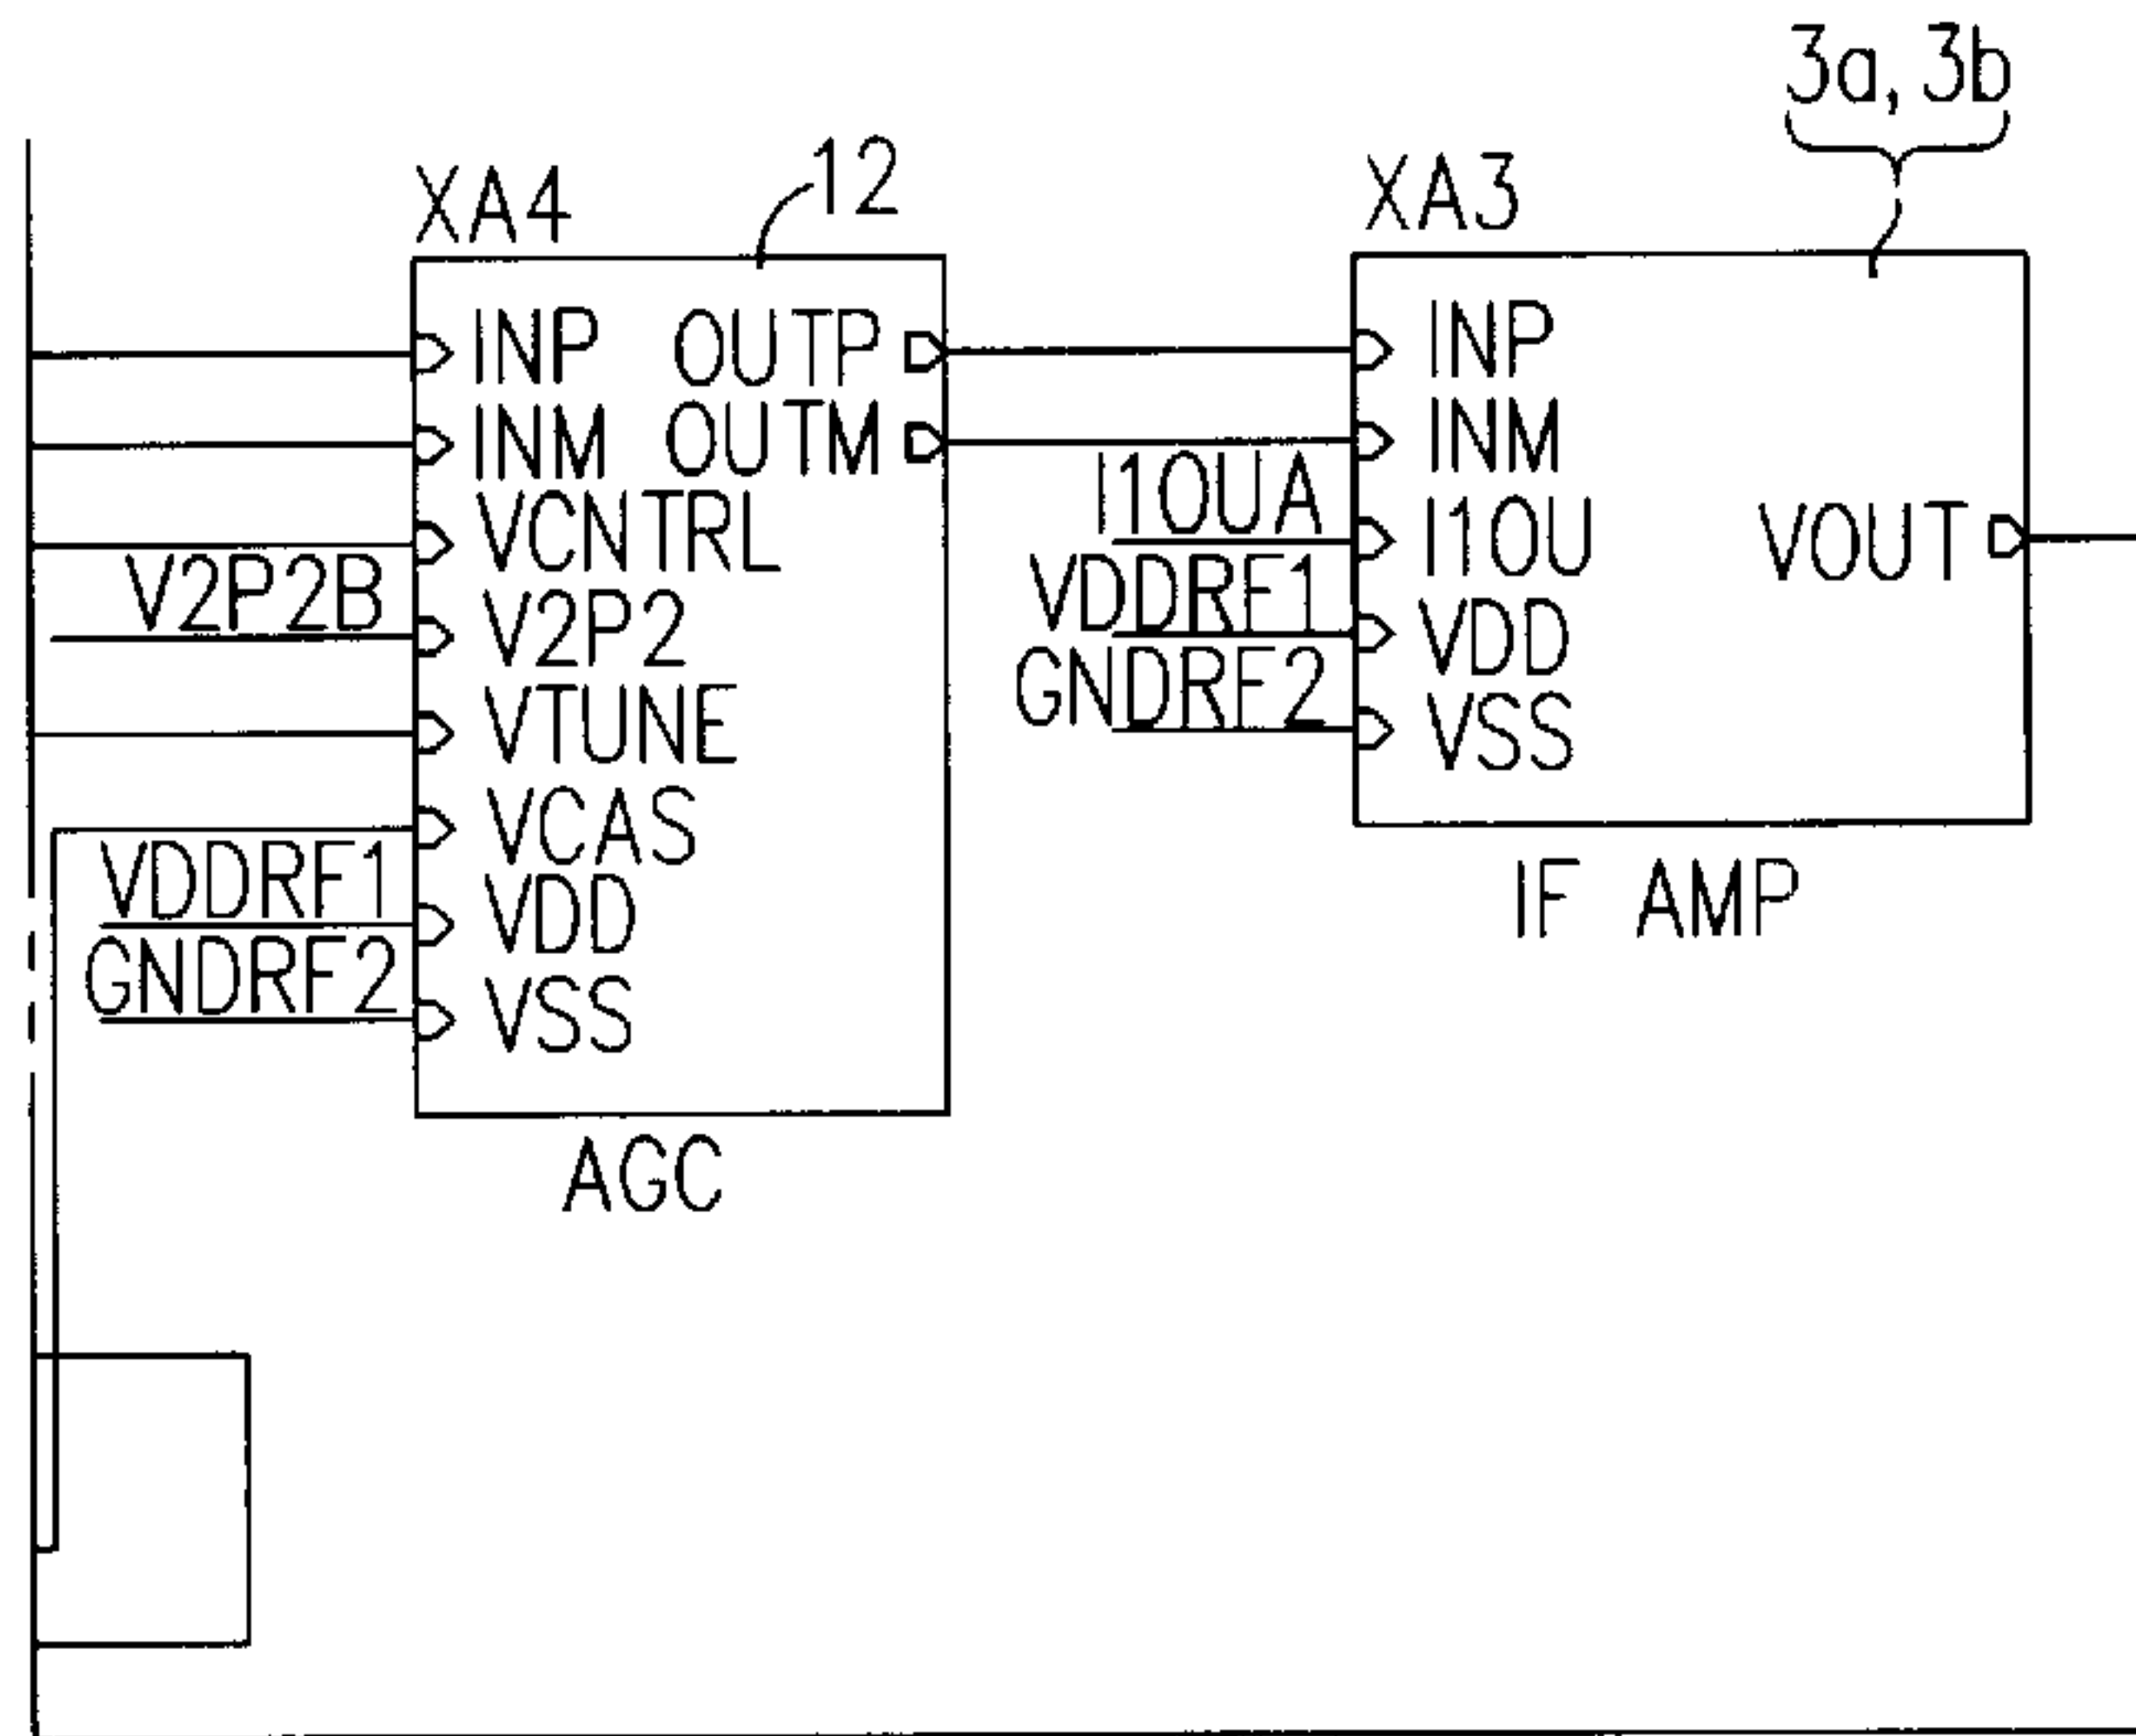 3a, 3b
XA4
12
XA3
INP OUTP
INM OUTM
VCNTRL
V2P2B
V2P2
VTUNE
VCAS
VDDRF1
VDD
GNDRF2
VSS
AGC
INP
INM
I10UA
I10U
VOUT
VDDRF1
VDD
GNDRF2
VSS
IF AMP